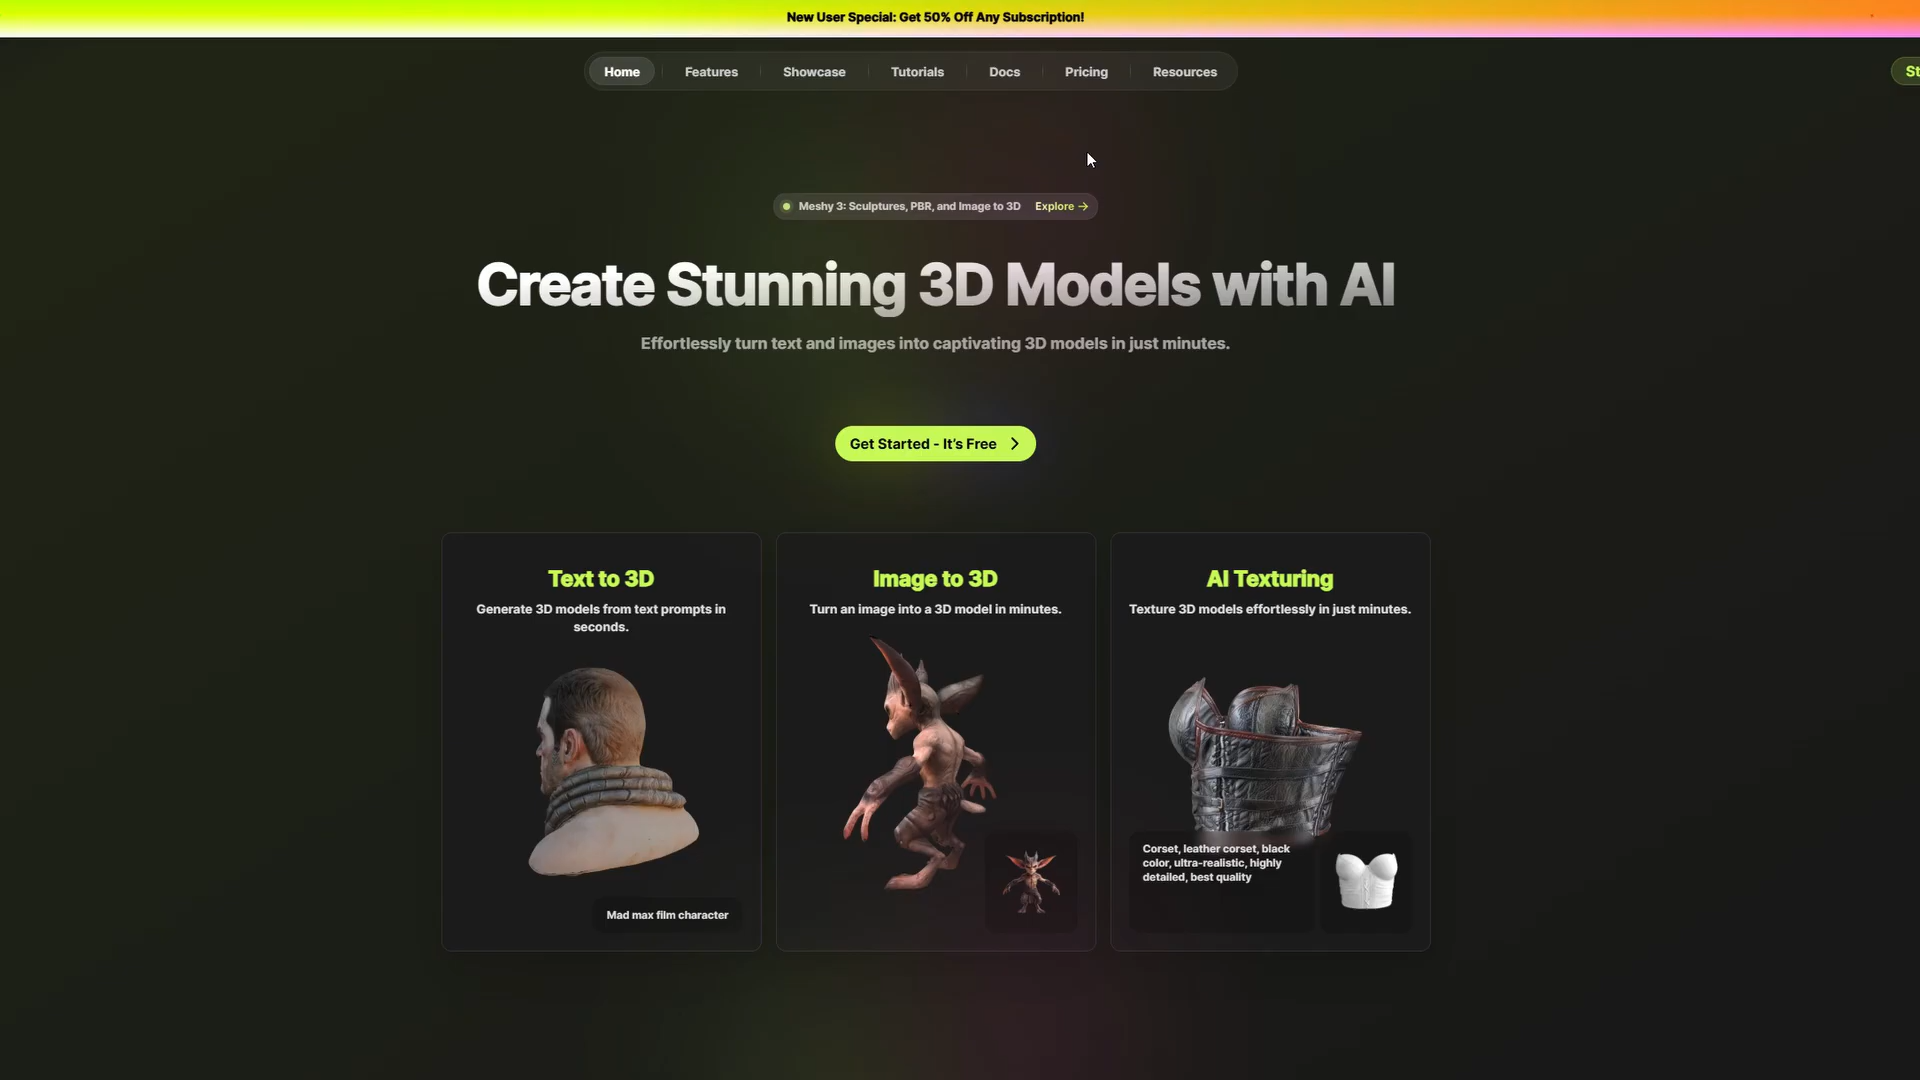 New User Special: Get 50% Off Any Subscription!
Home
Features
Showcase
Tutorials
Docs
Pricing
Resources
St
Meshy 3: Sculptures, PBR, and Image to 3D
Explore →
Create Stunning 3D Models with AI
Effortlessly turn text and images into captivating 3D models in just minutes.
Get Started - It's Free
Text to 3D
Generate 3D models from text prompts in
seconds.
Mad max film character
Image to 3D
Turn an image into a 3D model in minutes.
AI Texturing
Texture 3D models effortlessly in just minutes.
Corset, leather corset, black
color, ultra-realistic, highly
detailed, best quality